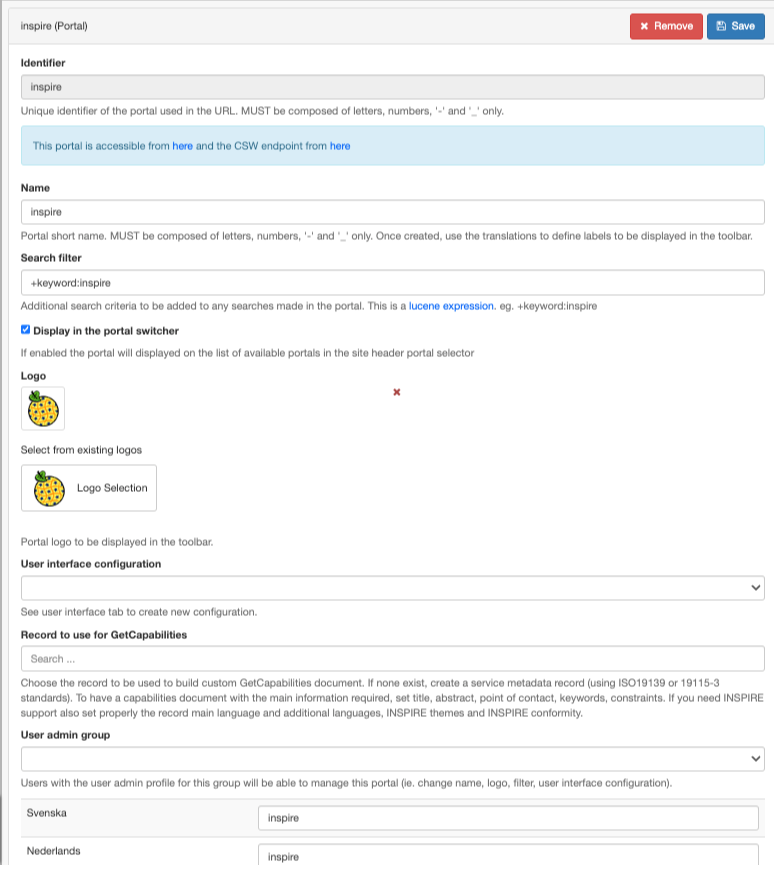 inspire (Portal)
✖ Remove
Save
Identifier
inspire
Unique identifier of the portal used in the URL. MUST be composed of letters, numbers, '-' and '_' only.
This portal is accessible from here and the CSW endpoint from here
Name
inspire
Portal short name. MUST be composed of letters, numbers, '-' and '_' only. Once created, use the translations to define labels to be displayed in the toolbar.
Search filter
+keyword:inspire
Additional search criteria to be added to any searches made in the portal. This is a lucene expression. eg. +keyword:inspire
Display in the portal switcher
If enabled the portal will displayed on the list of available portals in the site header portal selector
Logo
Select from existing logos
Logo Selection
Portal logo to be displayed in the toolbar.
User interface configuration
See user interface tab to create new configuration.
Record to use for GetCapabilities
Search ...
Choose the record to be used to build custom GetCapabilities document. If none exist, create a service metadata record (using ISO19139 or 19115-3
standards). To have a capabilities document with the main information required, set title, abstract, point of contact, keywords, constraints. If you need INSPIRE
support also set properly the record main language and additional languages, INSPIRE themes and INSPIRE conformity.
User admin group
Users with the user admin profile for this group will be able to manage this portal (ie. change name, logo, filter, user interface configuration).
Svenska
inspire
Nederlands
inspire